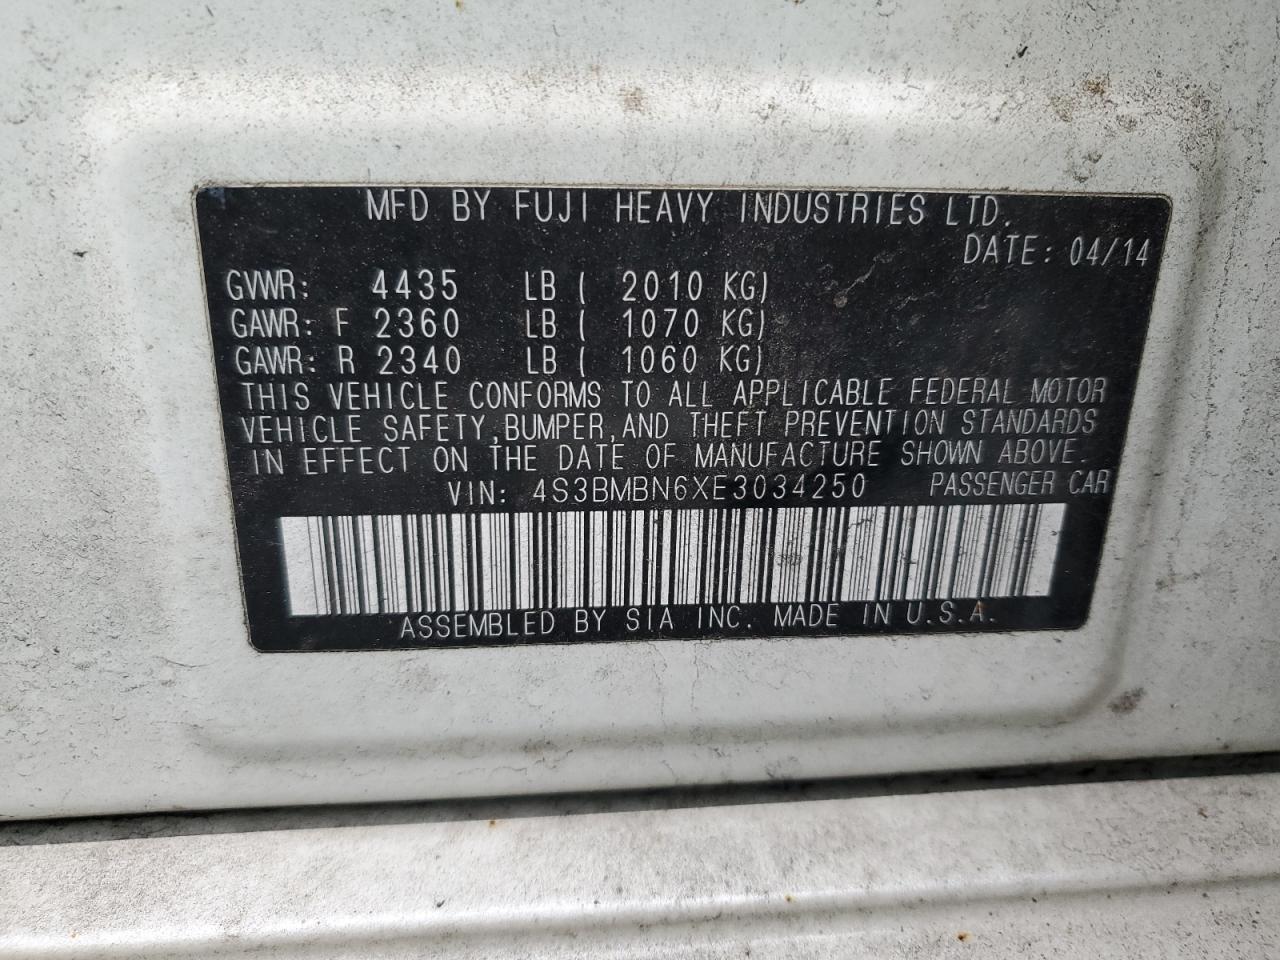 MFD BY FUJI HEAVY INDUSTRIES LTD.
DATE: 04/14
GVWR: 4435 LB ( 2010 KG)
GAWR: F 2360 LB ( 1070 KG)
GAWR: R 2340 LB ( 1060 KG)
THIS VEHICLE CONFORMS TO ALL APPLICABLE FEDERAL MOTOR
VEHICLE SAFETY,BUMPER,AND THEFT PREVENTION STANDARDS
IN EFFECT ON THE DATE OF MANUFACTURE SHOWN ABOVE.
VIN: 4S3BMBN6XE3034250 PASSENGER CAR
ASSEMBLED BY SIA INC. MADE IN U.S.A.